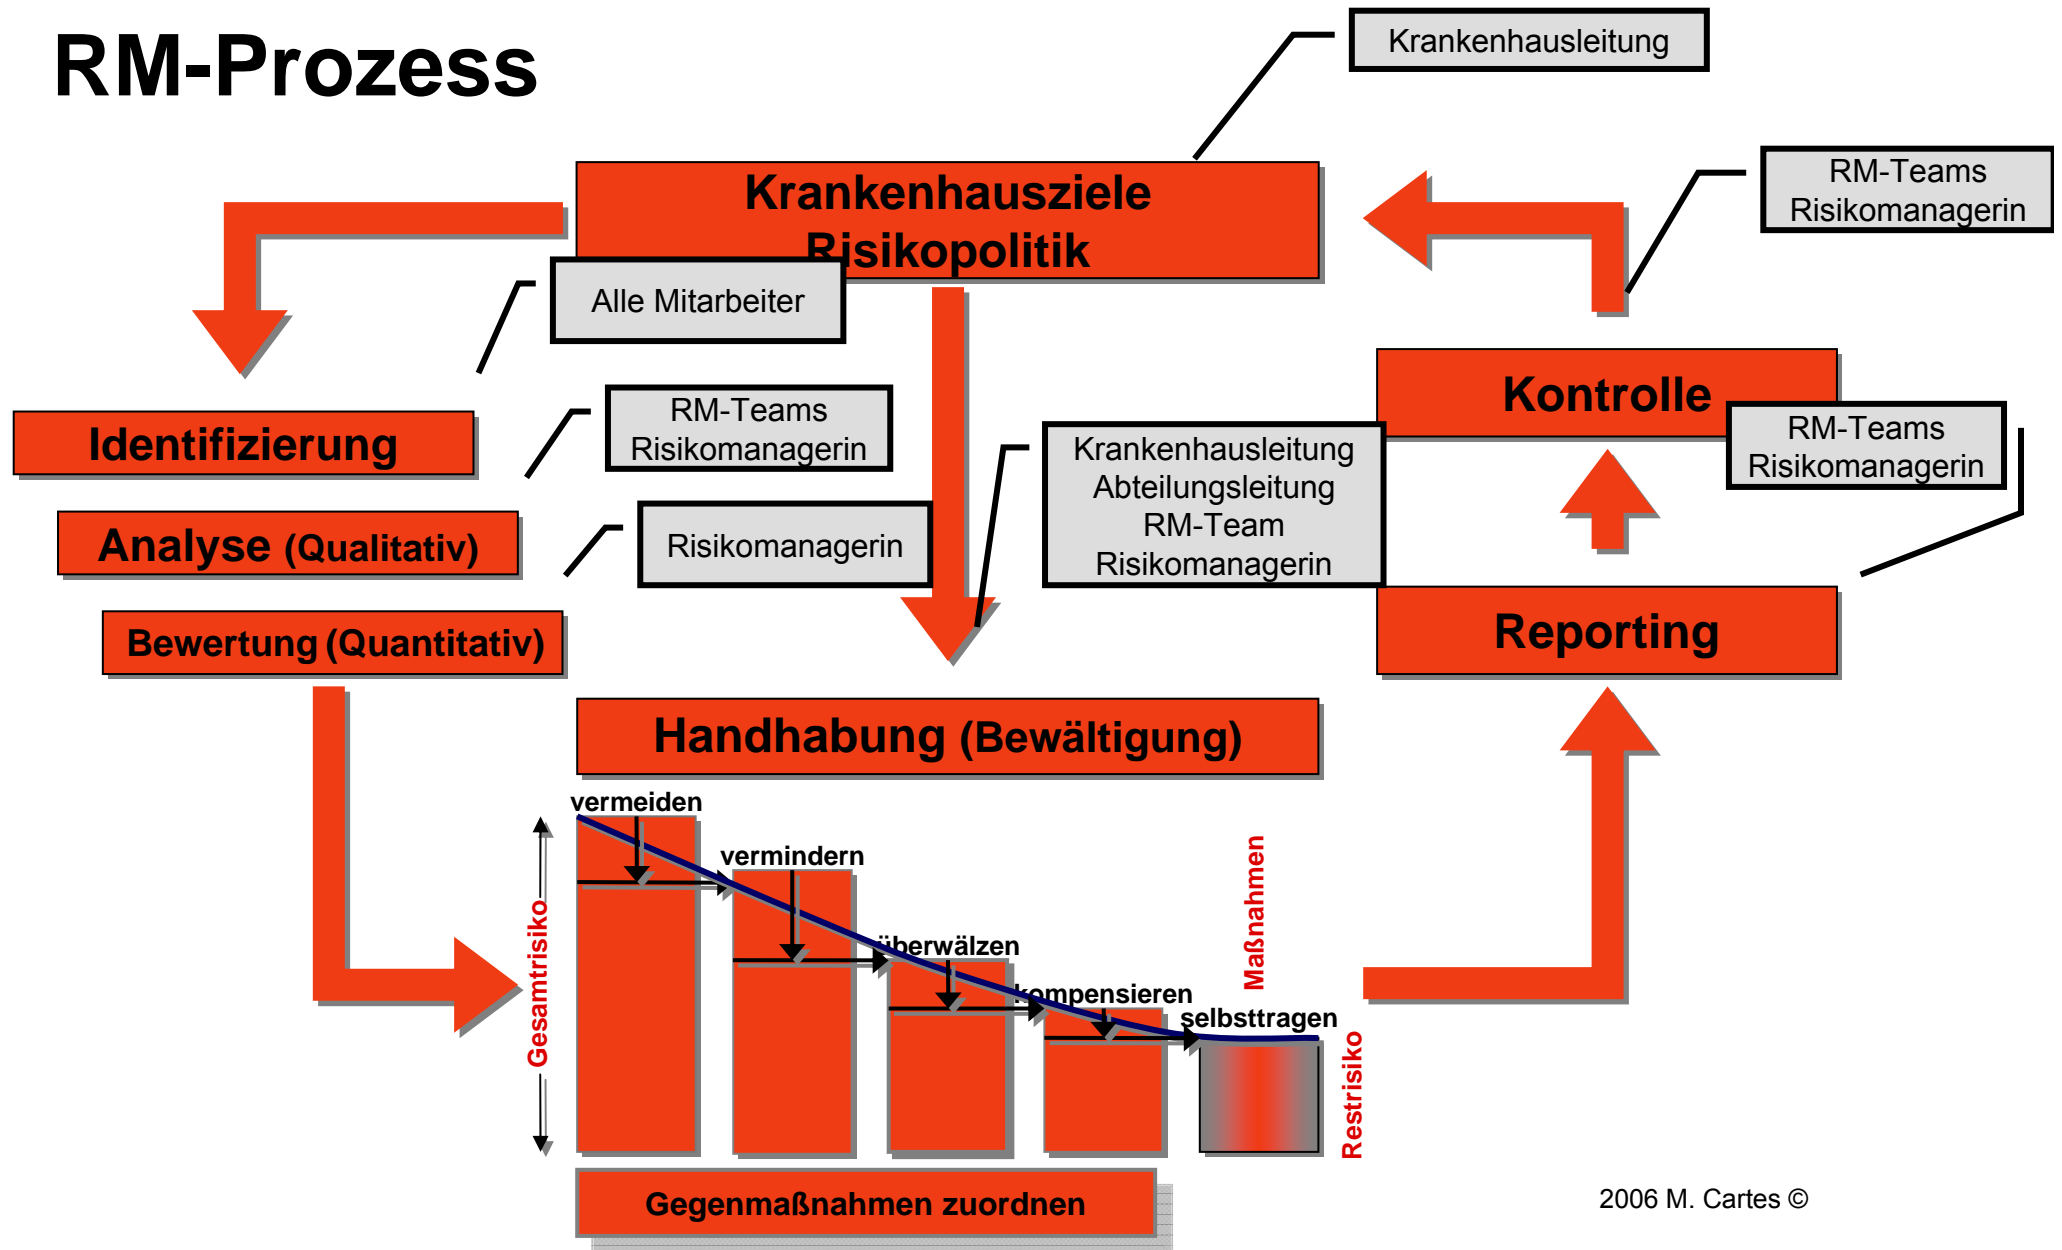 RM-Prozess
Krankenhausleitung
Krankenhausziele
Risikopolitik
RM-Teams
Risikomanagerin
Alle Mitarbeiter
Kontrolle
RM-Teams
Risikomanagerin
Identifizierung
RM-Teams
Risikomanagerin
Krankenhausleitung
Abteilungsleitung
RM-Team
Risikomanagerin
Analyse (Qualitativ)
Risikomanagerin
Bewertung (Quantitativ)
Reporting
Handhabung (Bewältigung)
vermeiden
vermindern
überwälzen
kompensieren
selbsttragen
Gesamtrisiko
Maßnahmen
Restrisiko
Gegenmaßnahmen zuordnen
2006 M. Cartes ©